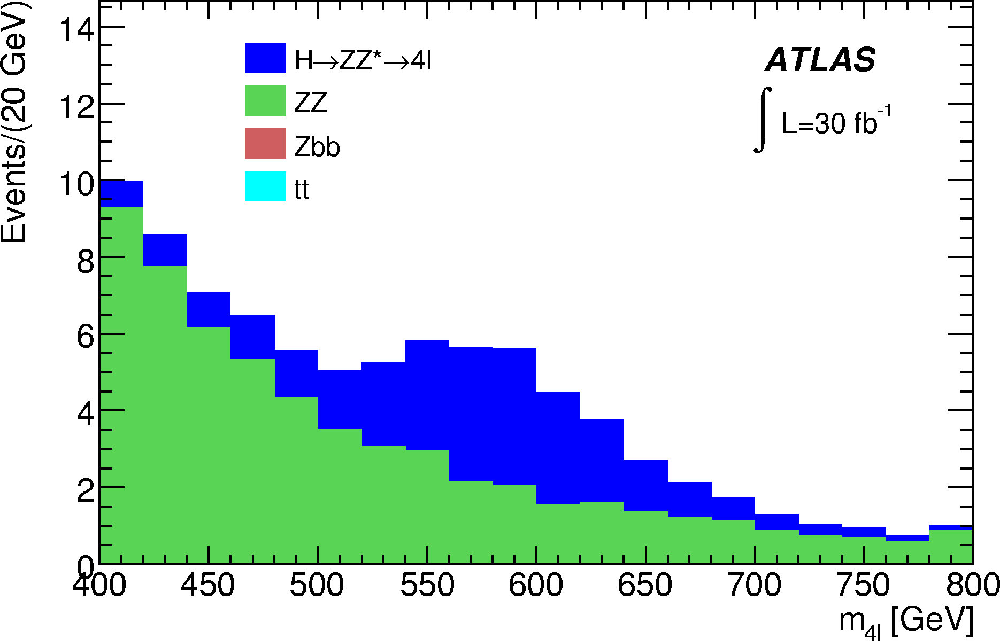 Events/(20 GeV)
14
12
10
8
6
4
2
0
H→ZZ*→4l
ZZ
Zbb
tt
ATLAS
∫ L=30 fb⁻¹
400 450 500 550 600 650 700 750 800
m₄ₗ [GeV]